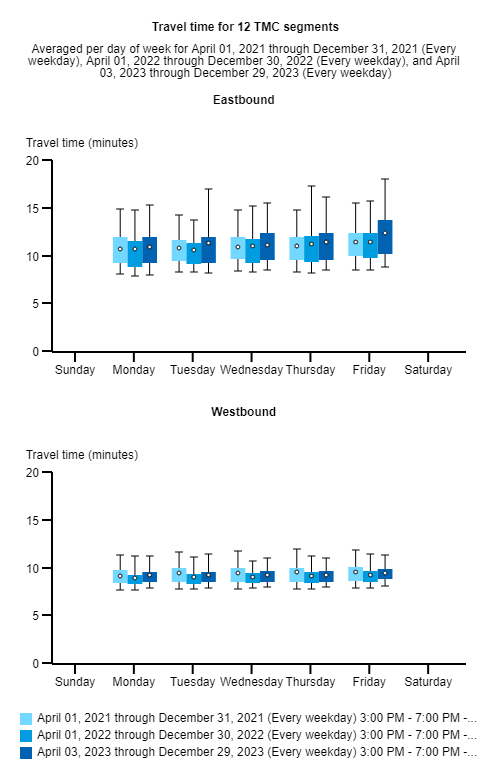 Travel time for 12 TMC segments
Averaged per day of week for April 01, 2021 through December 31, 2021 (Every
weekday), April 01, 2022 through December 30, 2022 (Every weekday), and April
03, 2023 through December 29, 2023 (Every weekday)
Eastbound
Travel time (minutes)
20
15
10
5
0
Sunday Monday Tuesday Wednesday Thursday Friday Saturday
Westbound
Travel time (minutes)
20
15
10
5
0
Sunday Monday Tuesday Wednesday Thursday Friday Saturday
April 01, 2021 through December 31, 2021 (Every weekday) 3:00 PM - 7:00 PM -...
April 01, 2022 through December 30, 2022 (Every weekday) 3:00 PM - 7:00 PM -...
April 03, 2023 through December 29, 2023 (Every weekday) 3:00 PM - 7:00 PM -...